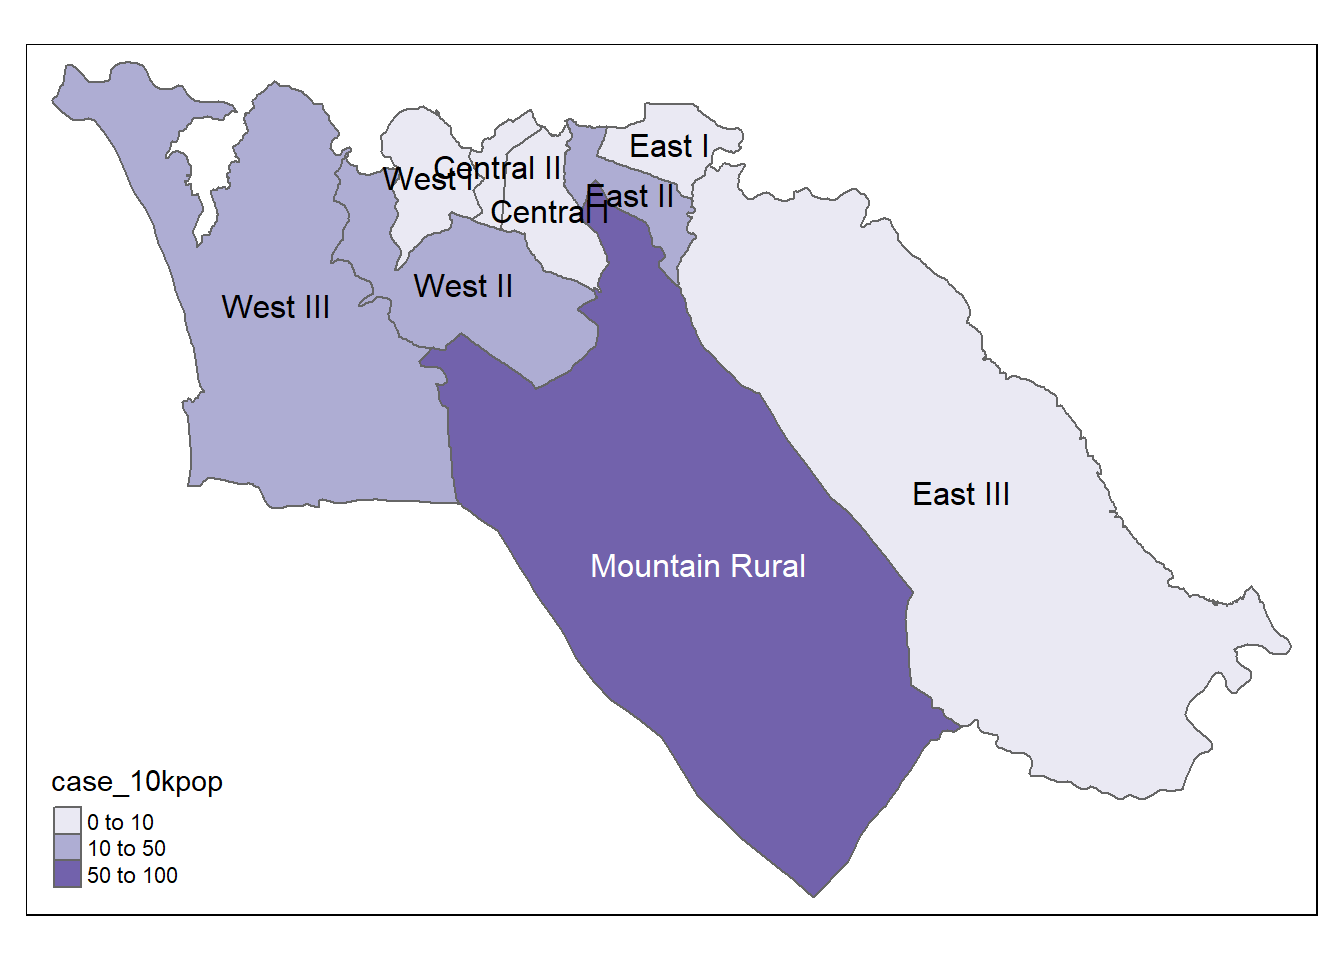 East I
Central II
West I
East II
Central I
West II
West III
East III
Mountain Rural
case_10kpop
0 to 10
10 to 50
50 to 100